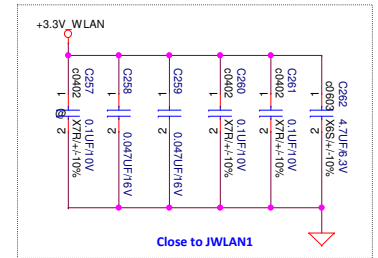 +3.3V_WLAN
C257
c0402
1
2
@
0.1UF/10V
X7R/+/-10%
C258
1
2
0.047UF/16V
C259
1
2
0.047UF/16V
C260
c0402
1
2
0.1UF/10V
X7R/+/-10%
C261
c0402
1
2
0.1UF/10V
X7R/+/-10%
C262
c0603
1
2
4.7UF/6.3V
X6S/+/-10%
Close to JWLAN1